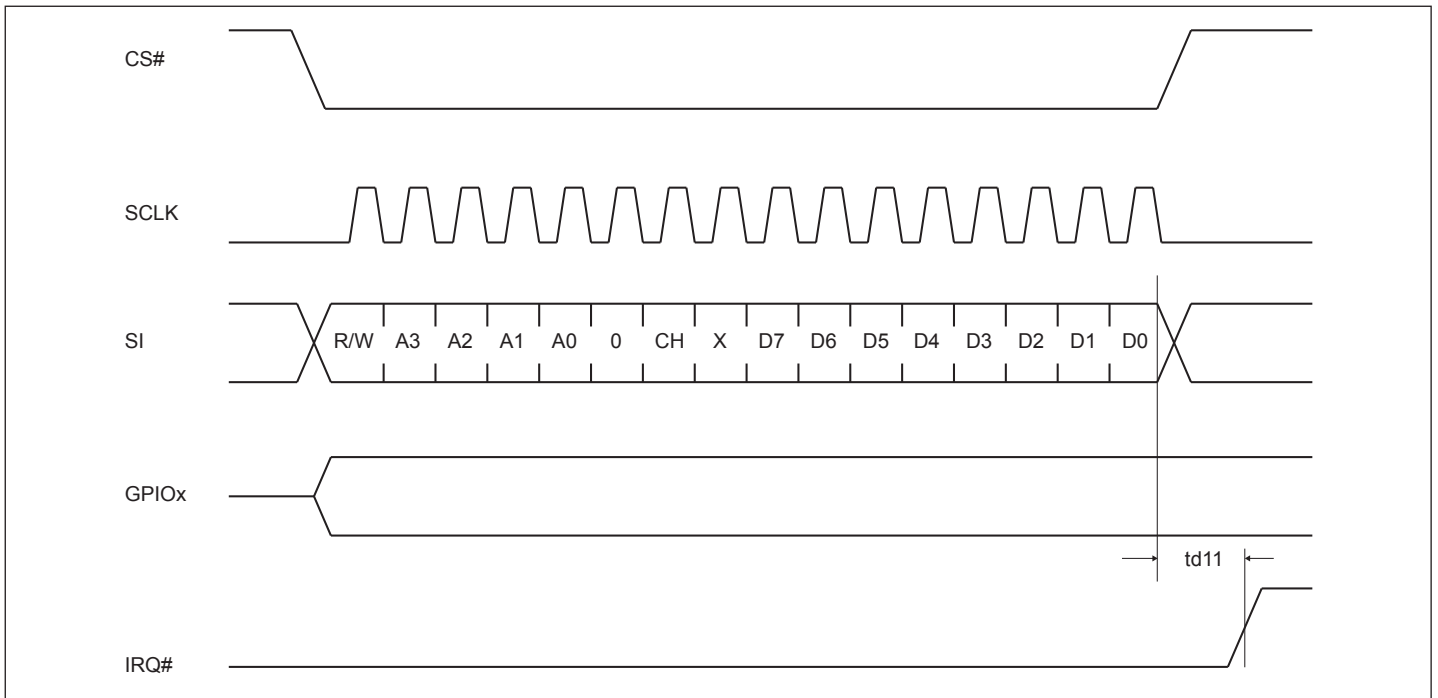 CS#
SCLK
SI
R/W A3 A2 A1 A0 0 CH X D7 D6 D5 D4 D3 D2 D1 D0
GPIOx
td11
IRQ#